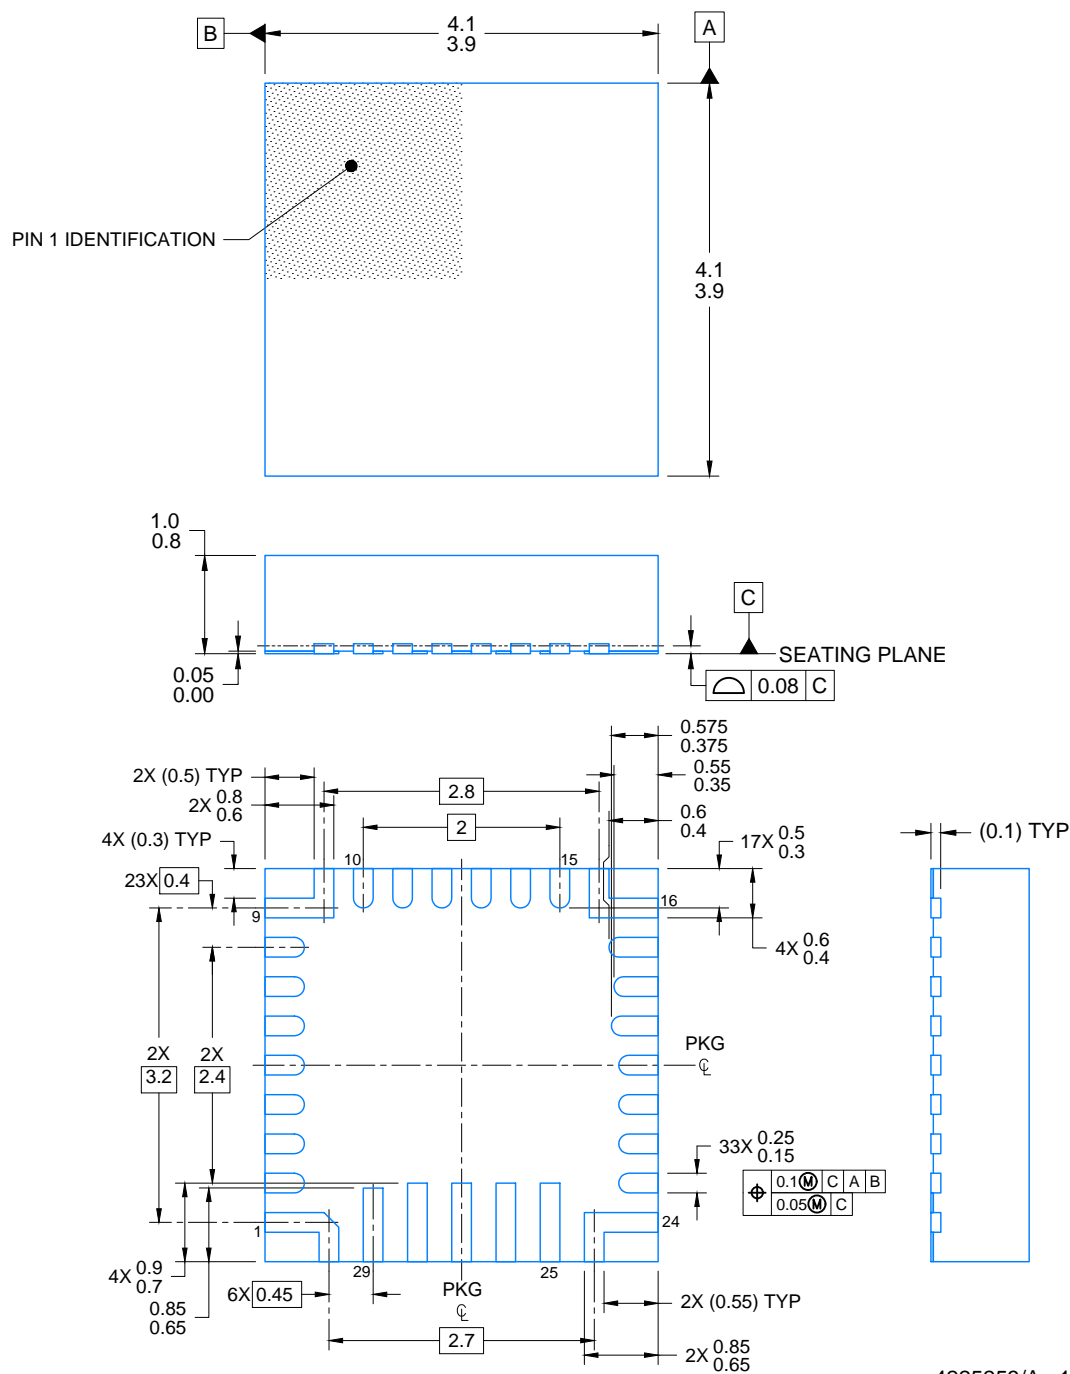 B
4.1
3.9
A
PIN 1 IDENTIFICATION
4.1
3.9
1.0
0.8
C
SEATING PLANE
0.05
0.00
0.08 C
0.575
0.375
2X (0.5) TYP
0.55
0.35
2X 0.8
0.6
2.8
0.6
0.4
(0.1) TYP
2
4X (0.3) TYP
17X 0.5
0.3
10
15
23X 0.4
9
16
4X 0.6
0.4
2X
3.2
2X
2.4
PKG
℄
33X 0.25
0.15
0.1Ⓜ C A B
0.05Ⓜ C
1
24
4X 0.9
0.7
29
25
6X 0.45
PKG
℄
2X (0.55) TYP
0.85
0.65
2.7
2X 0.85
0.65